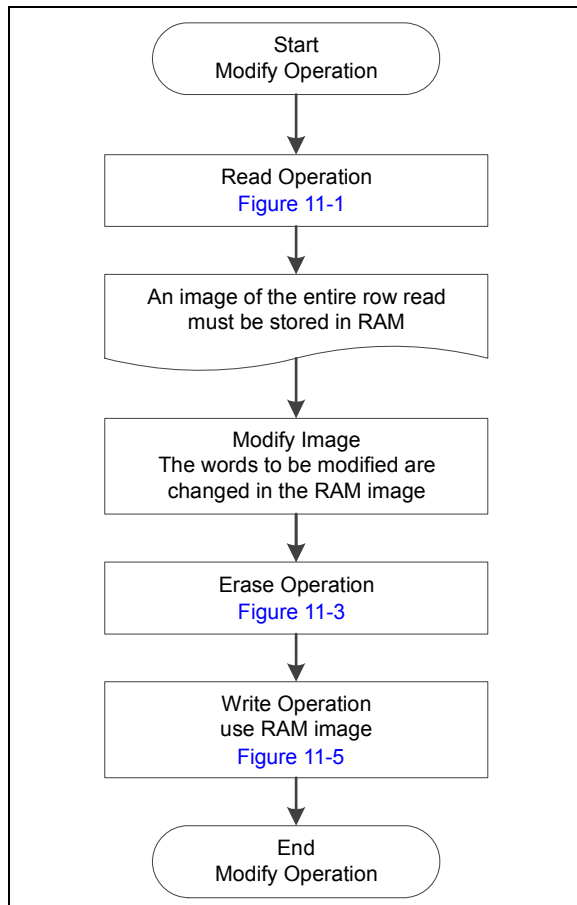 Start
Modify Operation
Read Operation
Figure 11-1
An image of the entire row read
must be stored in RAM
Modify Image
The words to be modified are
changed in the RAM image
Erase Operation
Figure 11-3
Write Operation
use RAM image
Figure 11-5
End
Modify Operation